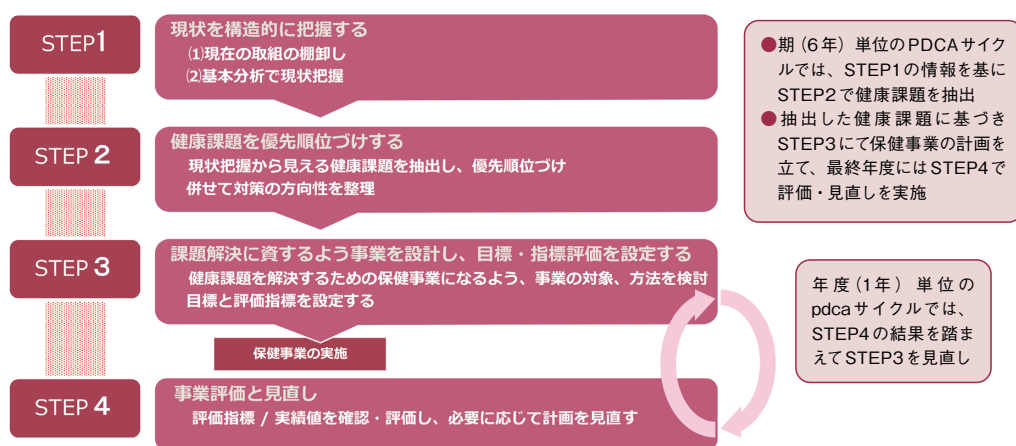 STEP1
現状を構造的に把握する
⑴現在の取組の棚卸し
⑵基本分析で現状把握
STEP 2
健康課題を優先順位づけする
現状把握から見える健康課題を抽出し、優先順位づけ
併せて対策の方向性を整理
STEP 3
課題解決に資するよう事業を設計し、目標・指標評価を設定する
健康課題を解決するための保健事業になるよう、事業の対象、方法を検討
目標と評価指標を設定する
保健事業の実施
STEP 4
事業評価と見直し
評価指標 / 実績値を確認・評価し、必要に応じて計画を見直す
●期(6年)単位のPDCAサイ
クルでは、STEP1の情報を基に
STEP2で健康課題を抽出
●抽出した健康課題に基づき
STEP3にて保健事業の計画を
立て、最終年度にはSTEP4で
評価・見直しを実施
年度(1年)単位の
pdcaサイクルでは、
STEP4の結果を踏ま
えてSTEP3を見直し